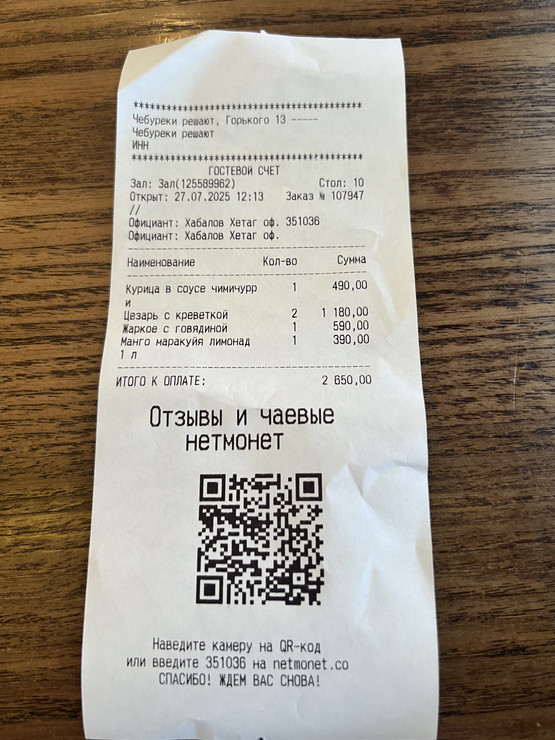 **********************************************
Чебуреки решают, Горького 13 -----
Чебуреки решают
ИНН
**********************************************
ГОСТЕВОЙ СЧЕТ
Зал: Зал(125589962) Стол: 10
Открыт: 27.07.2025 12:13 Заказ № 107947
//
Официант: Хабалов Хетаг оф. 351036
Официант: Хабалов Хетаг оф.
Наименование Кол-во Сумма
Курица в соусе чимичурр 1 490,00
и
Цезарь с креветкой 2 1 180,00
Жаркое с говядиной 1 590,00
Манго маракуйя лимонад 1 390,00
1 л
ИТОГО К ОПЛАТЕ: 2 650,00
Отзывы и чаевые
нетмонет
Наведите камеру на QR-код
или введите 351036 на netmonet.co
СПАСИБО! ЖДЕМ ВАС СНОВА!